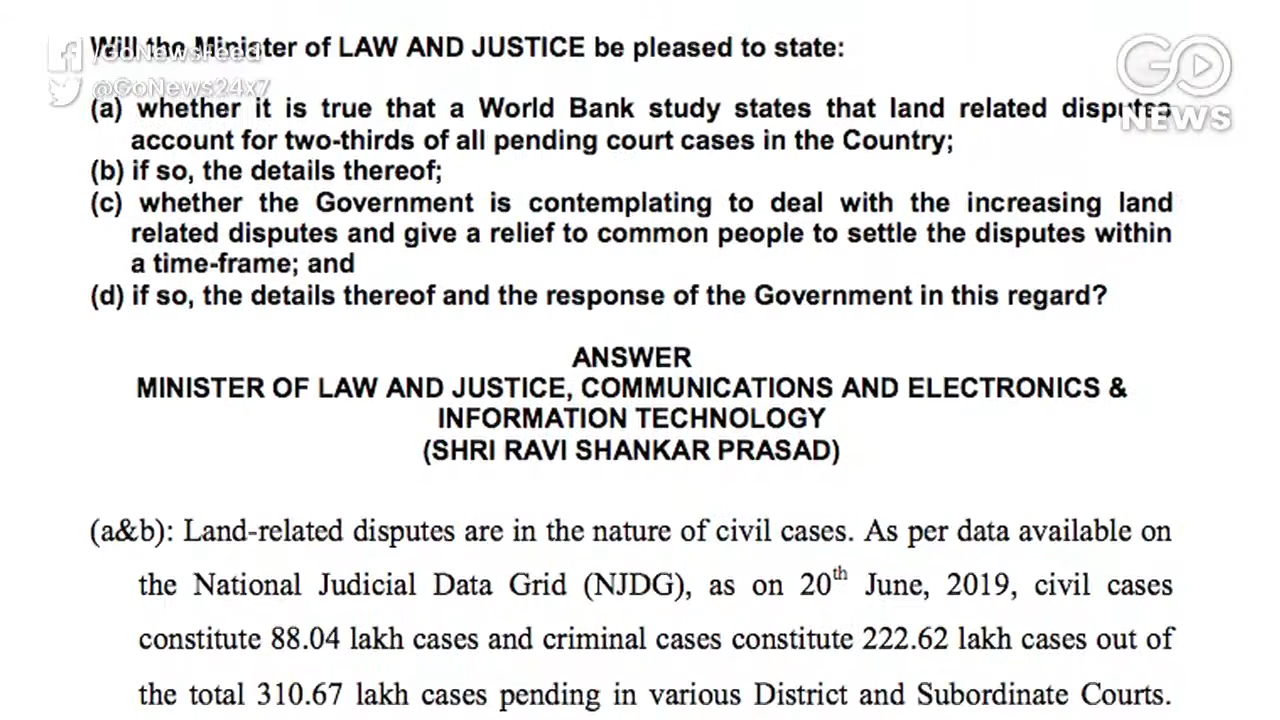 /GoNewsFeed
@GoNews24x7
GO
NEWS
Will the Minister of LAW AND JUSTICE be pleased to state:
(a) whether it is true that a World Bank study states that land related disputes
account for two-thirds of all pending court cases in the Country;
(b) if so, the details thereof;
(c) whether the Government is contemplating to deal with the increasing land
related disputes and give a relief to common people to settle the disputes within
a time-frame; and
(d) if so, the details thereof and the response of the Government in this regard?
ANSWER
MINISTER OF LAW AND JUSTICE, COMMUNICATIONS AND ELECTRONICS &
INFORMATION TECHNOLOGY
(SHRI RAVI SHANKAR PRASAD)
(a&b): Land-related disputes are in the nature of civil cases. As per data available on
the National Judicial Data Grid (NJDG), as on 20th June, 2019, civil cases
constitute 88.04 lakh cases and criminal cases constitute 222.62 lakh cases out of
the total 310.67 lakh cases pending in various District and Subordinate Courts.